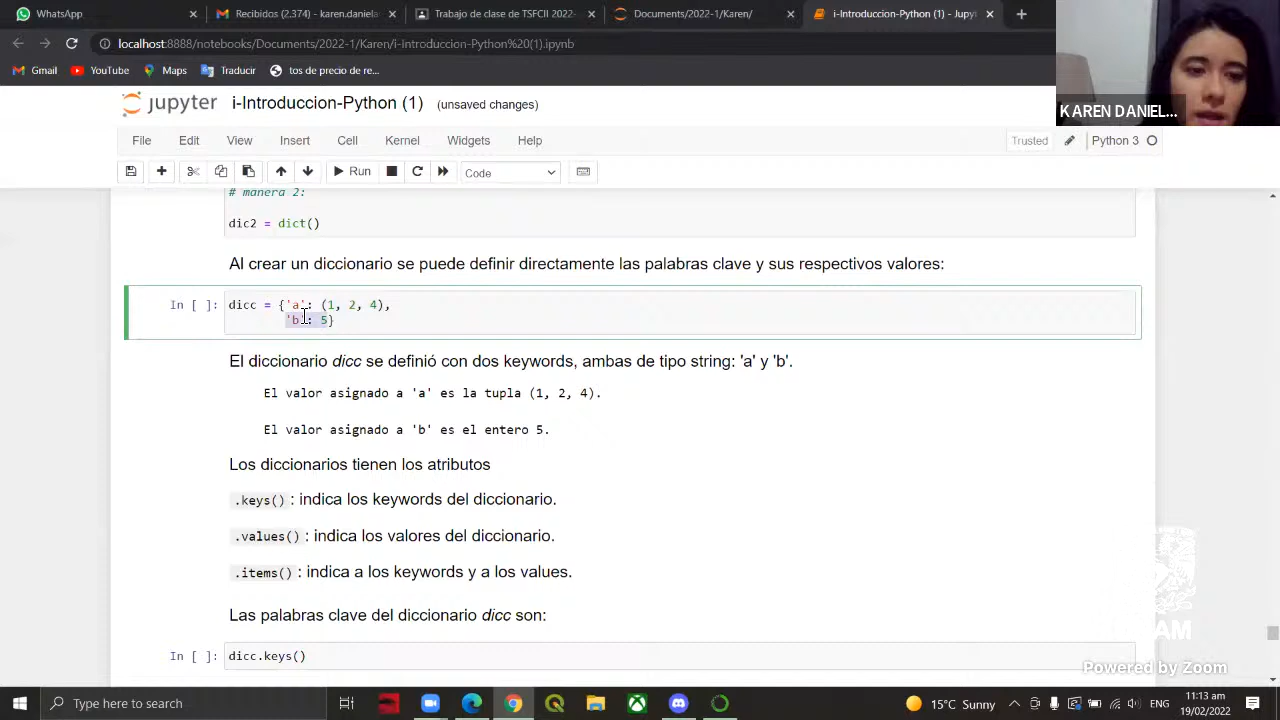 WhatsApp
Recibidos (2,374) - karen.daniela
Trabajo de clase de TSFCII 2022-
Documents/2022-1/Karen/
i-Introduccion-Python (1) - Jupyt
localhost:8888/notebooks/Documents/2022-1/Karen/i-Introduccion-Python%20(1).ipynb
Gmail
YouTube
Maps
Traducir
tos de precio de re...
KAREN DANIEL...
jupyter i-Introduccion-Python (1) (unsaved changes)
File Edit View Insert Cell Kernel Widgets Help
Trusted Python 3
Run Code
# manera 2:
dic2 = dict()
Al crear un diccionario se puede definir directamente las palabras clave y sus respectivos valores:
In [ ]: dicc = {'a': (1, 2, 4),
'b': 5}
El diccionario dicc se definió con dos keywords, ambas de tipo string: 'a' y 'b'.
El valor asignado a 'a' es la tupla (1, 2, 4).
El valor asignado a 'b' es el entero 5.
Los diccionarios tienen los atributos
.keys() : indica los keywords del diccionario.
.values() : indica los valores del diccionario.
.items() : indica a los keywords y a los values.
Las palabras clave del diccionario dicc son:
In [ ]: dicc.keys()
Powered by Zoom
Type here to search
15°C Sunny
ENG
11:13 am
19/02/2022